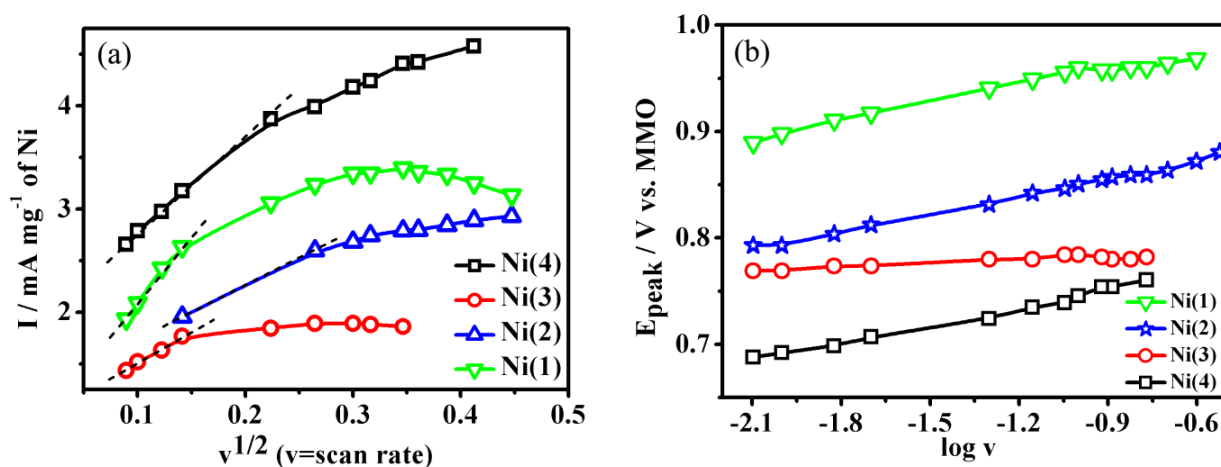 (a)
I / mA mg⁻¹ of Ni
4
3
2
0.1 0.2 0.3 0.4 0.5
v^1/2 (v=scan rate)
Ni(4)
Ni(3)
Ni(2)
Ni(1)
(b)
Epeak / V vs. MMO
1.0
0.9
0.8
0.7
-2.1 -1.8 -1.5 -1.2 -0.9 -0.6
log v
Ni(1)
Ni(2)
Ni(3)
Ni(4)